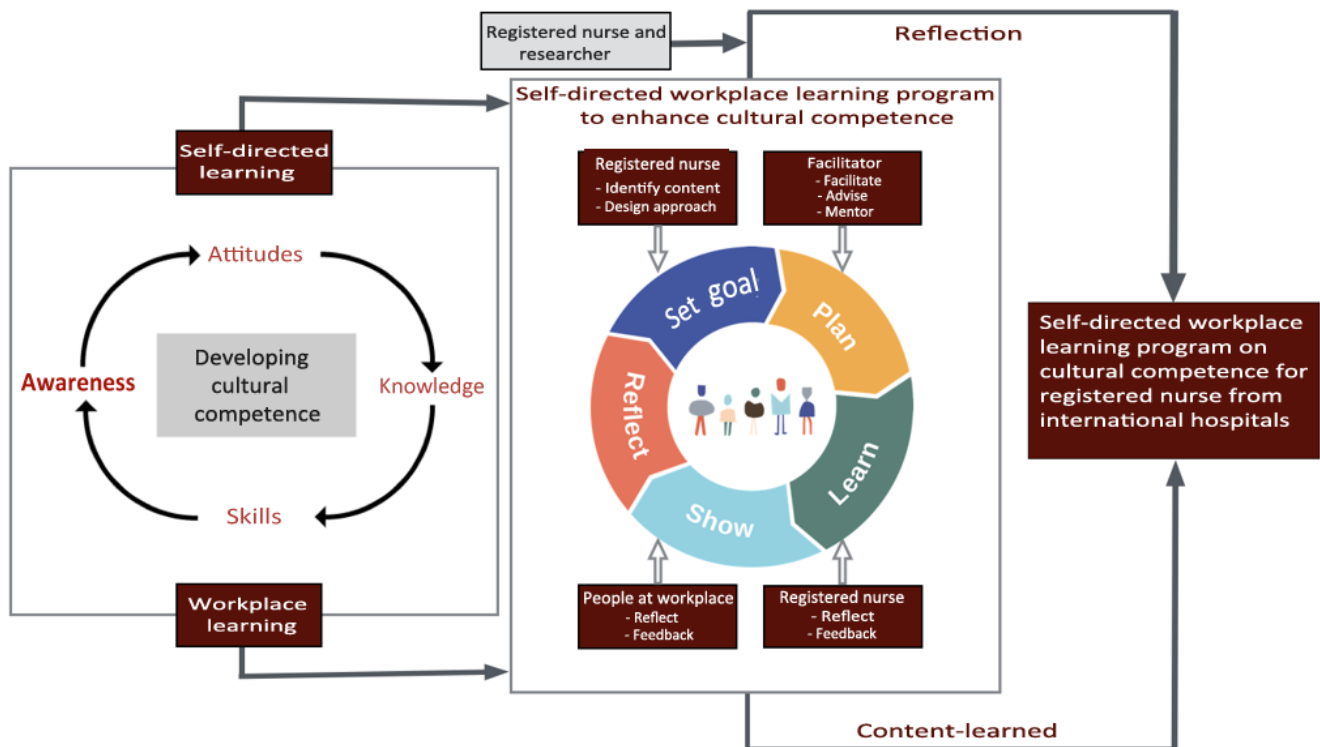 Registered nurse and
researcher
Reflection
Self-directed workplace learning program
to enhance cultural competence
Self-directed
learning
Registered nurse
- Identify content
- Design approach
Facilitator
- Facilitate
- Advise
- Mentor
Attitudes
Awareness
Developing
cultural
competence
Knowledge
Skills
Set goal
Plan
Learn
Show
Reflect
Self-directed workplace
learning program on
cultural competence for
registered nurse from
international hospitals
Workplace
learning
People at workplace
- Reflect
- Feedback
Registered nurse
- Reflect
- Feedback
Content-learned